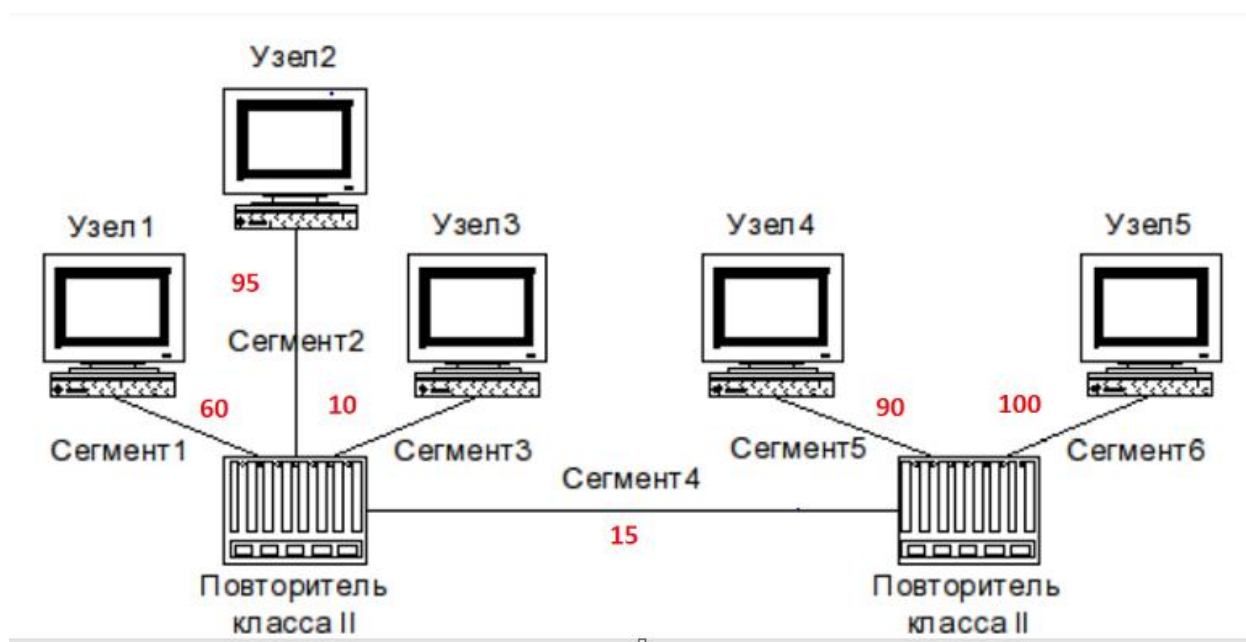 Узел2
Узел1
Узел3
Узел4
Узел5
95
Сегмент2
60
10
90
100
Сегмент1
Сегмент3
Сегмент5
Сегмент6
Сегмент4
15
Повторитель
класса II
Повторитель
класса II